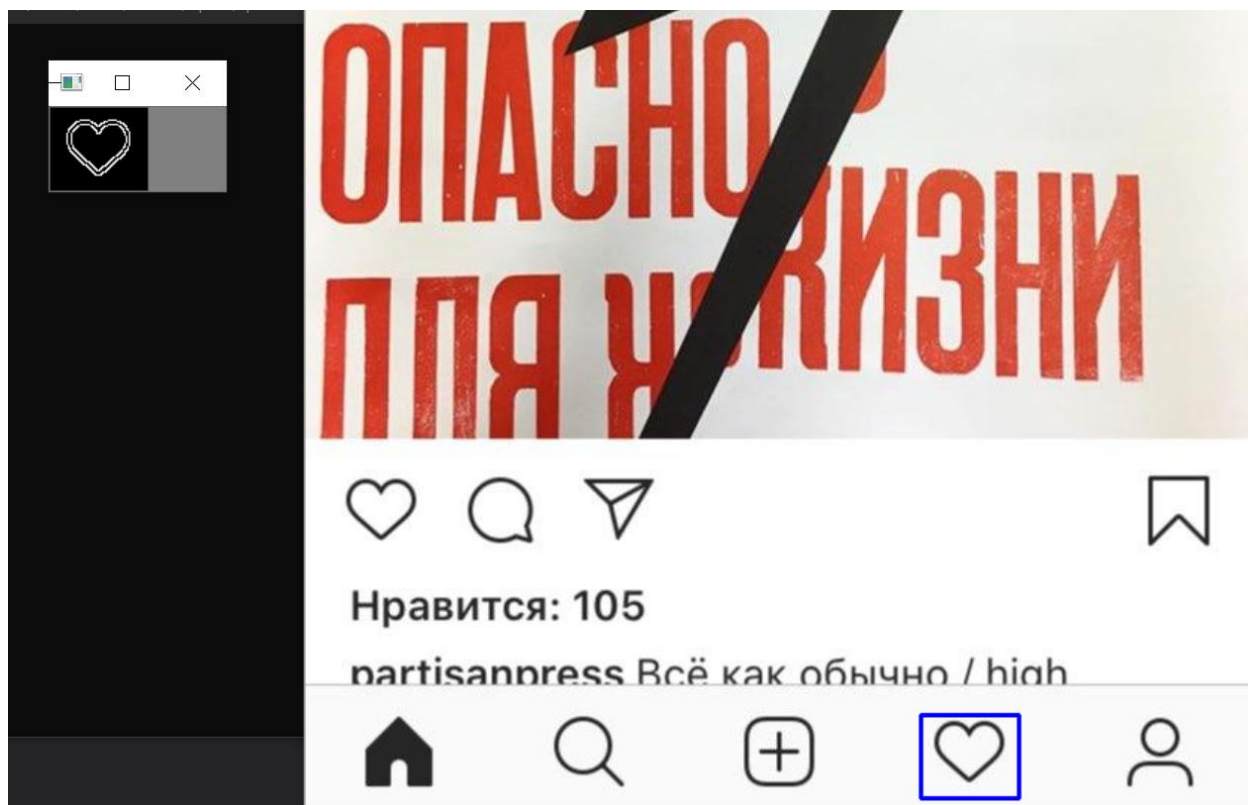 ОПАСНО
ЖИЗНИ
ДЛЯ
Нравится: 105
partisanpress Всё как обычно / high